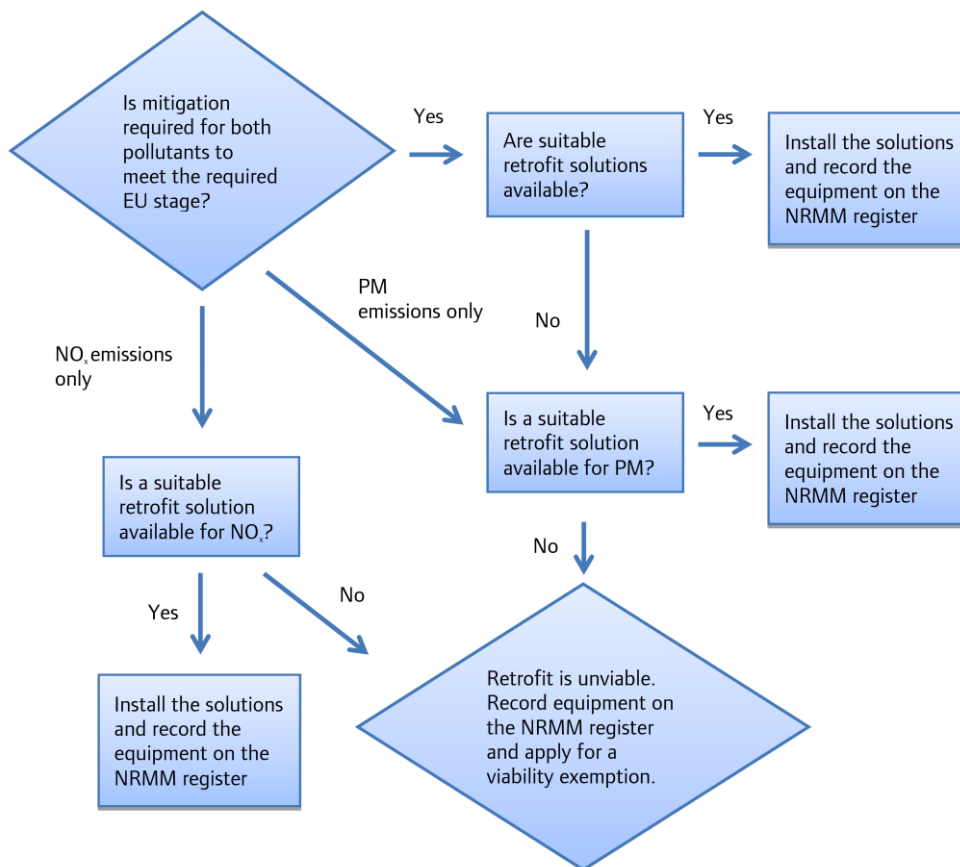 Is mitigation
required for both
pollutants to
meet the required
EU stage?
Yes
Are suitable
retrofit solutions
available?
Yes
Install the solutions
and record the
equipment on the
NRMM register
PM
emissions only
No
NOₓ emissions
only
Is a suitable
retrofit solution
available for PM?
Yes
Install the solutions
and record the
equipment on the
NRMM register
Is a suitable
retrofit solution
available for NOₓ?
No
Yes
No
Install the solutions
and record the
equipment on the
NRMM register
Retrofit is unviable.
Record equipment on
the NRMM register
and apply for a
viability exemption.